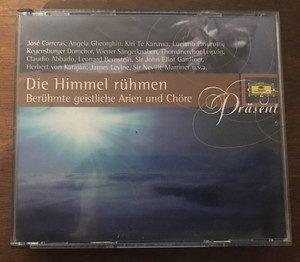 José Carreras, Angela Gheorghiu, Kiri Te Kanawa, Luciano Pavarotti,
Regensburger Domchor, Wiener Sängerknaben, Thomanerchor Leipzig,
Claudio Abbado, Leonard Bernstein, Sir John Eliot Gardiner,
Herbert von Karajan, James Levine, Sir Neville Marriner u.v.a.
Die Himmel rühmen
Berühmte geistliche Arien und Chöre
Präsent